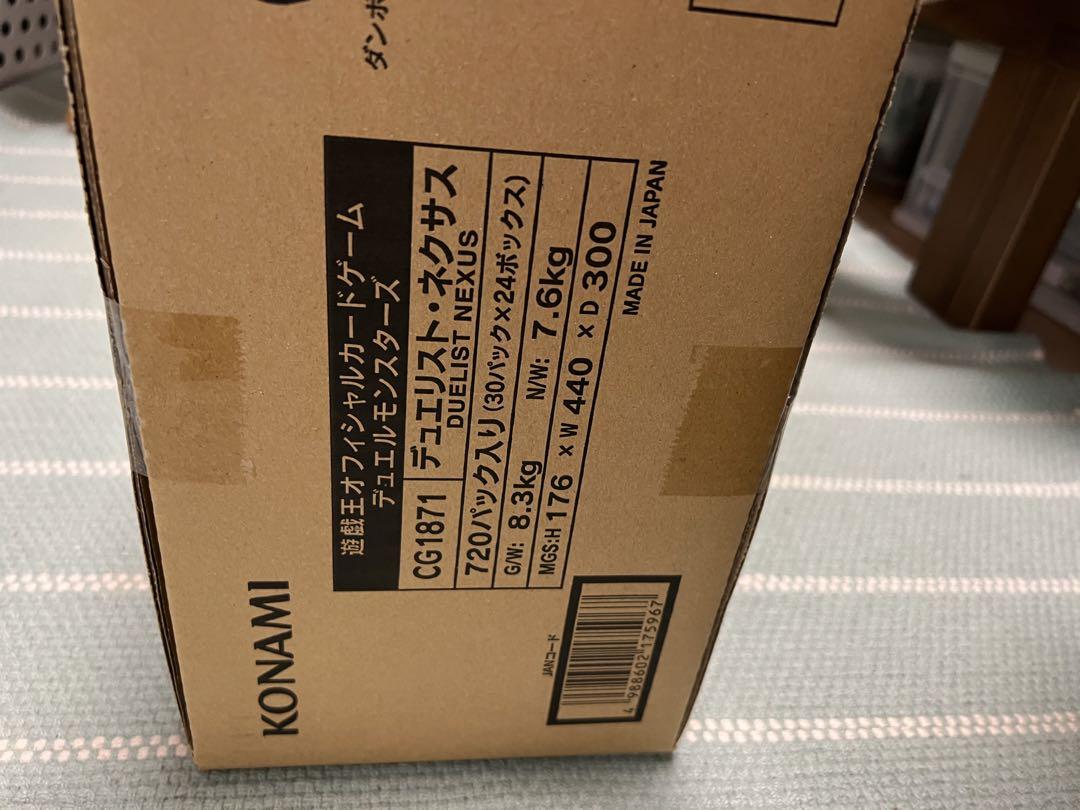 ダンボ
遊戯王オフィシャルカードゲーム
デュエルモンスターズ
CG1871 デュエリスト・ネクサス
DUELIST NEXUS
720パック入り (30パック×24ボックス)
G/W: 8.3kg N/W: 7.6kg
MGS:H 176 × W 440 × D 300
MADE IN JAPAN
KONAMI
JANコード
4 988602 175967